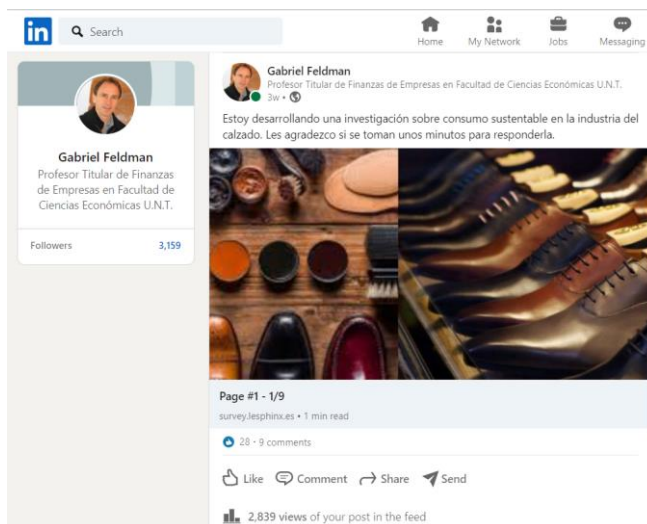 in
Search
Home
My Network
Jobs
Messaging
Gabriel Feldman
Profesor Titular de Finanzas
de Empresas en Facultad de
Ciencias Económicas U.N.T.
Followers 3,159
Gabriel Feldman
Profesor Titular de Finanzas de Empresas en Facultad de Ciencias Económicas U.N.T.
3w •
Estoy desarrollando una investigación sobre consumo sustentable en la industria del
calzado. Les agradezco si se toman unos minutos para responderla.
Page #1 - 1/9
survey.lesphinx.es • 1 min read
28 · 9 comments
Like Comment Share Send
2,839 views of your post in the feed